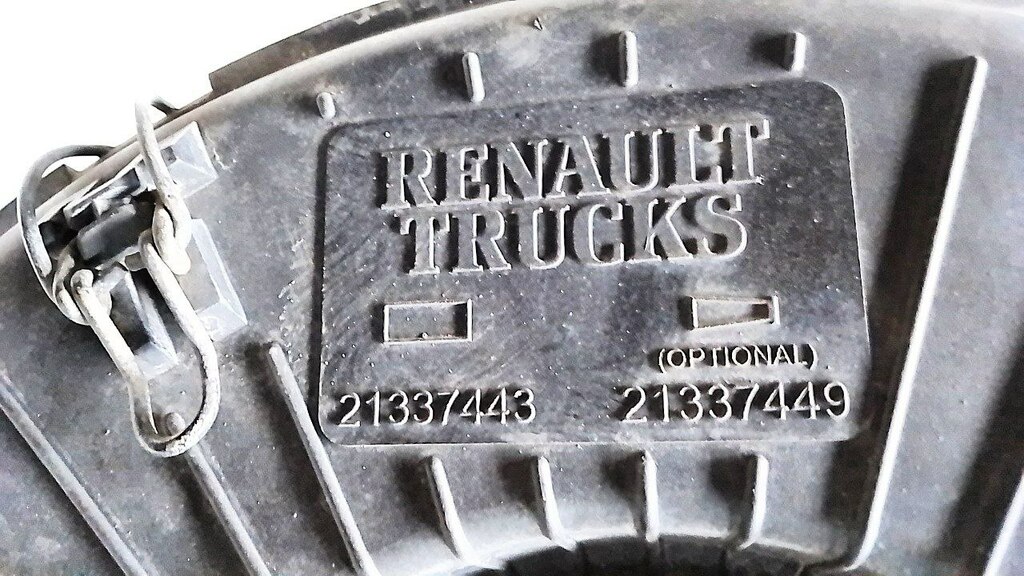 RENAULT
TRUCKS
(OPTIONAL)
21337443 21337449